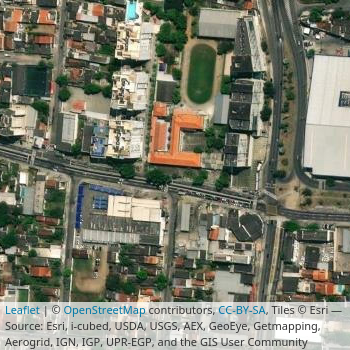 Leaflet | © OpenStreetMap contributors, CC-BY-SA, Tiles © Esri —
Source: Esri, i-cubed, USDA, USGS, AEX, GeoEye, Getmapping,
Aerogrid, IGN, IGP, UPR-EGP, and the GIS User Community